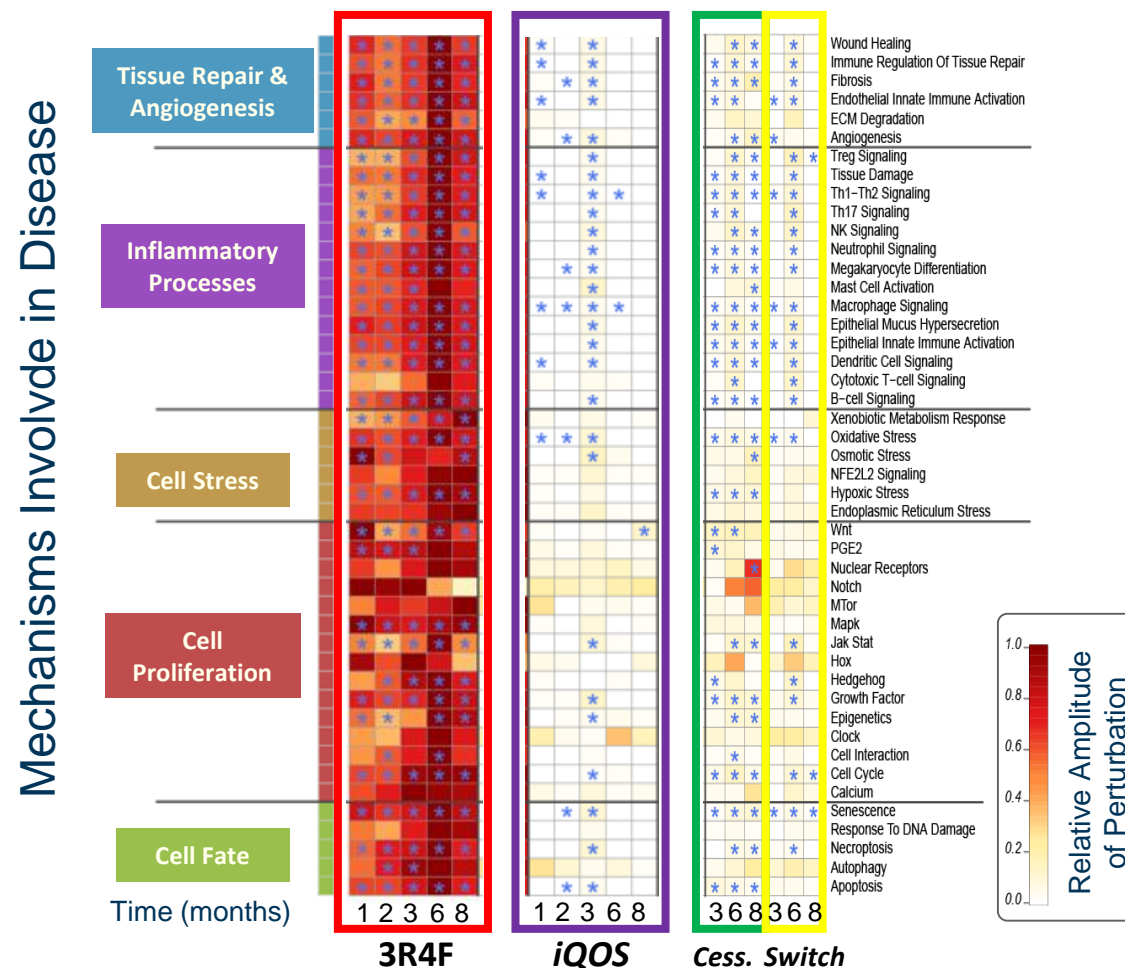 Mechanisms Involvde in Disease
Tissue Repair &
Angiogenesis
Inflammatory
Processes
Cell Stress
Cell
Proliferation
Cell Fate
Wound Healing
Immune Regulation Of Tissue Repair
Fibrosis
Endothelial Innate Immune Activation
ECM Degradation
Angiogenesis
Treg Signaling
Tissue Damage
Th1-Th2 Signaling
Th17 Signaling
NK Signaling
Neutrophil Signaling
Megakaryocyte Differentiation
Mast Cell Activation
Macrophage Signaling
Epithelial Mucus Hypersecretion
Epithelial Innate Immune Activation
Dendritic Cell Signaling
Cytotoxic T-cell Signaling
B-cell Signaling
Xenobiotic Metabolism Response
Oxidative Stress
Osmotic Stress
NFE2L2 Signaling
Hypoxic Stress
Endoplasmic Reticulum Stress
Wnt
PGE2
Nuclear Receptors
Notch
MTor
Mapk
Jak Stat
Hox
Hedgehog
Growth Factor
Epigenetics
Clock
Cell Interaction
Cell Cycle
Calcium
Senescence
Response To DNA Damage
Necroptosis
Autophagy
Apoptosis
1.0
0.8
0.6
0.4
0.2
0.0
Relative Amplitude
of Perturbation
Time (months)
1 2 3 6 8
1 2 3 6 8
3 6 8 3 6 8
3R4F
iQOS
Cess. Switch